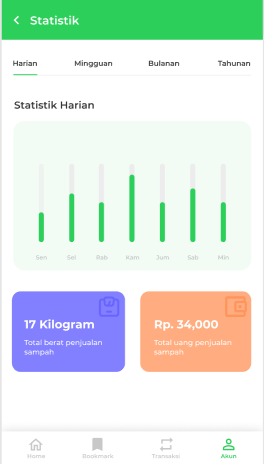 Statistik
Harian Mingguan Bulanan Tahunan
Statistik Harian
Sen Sel Rab Kam Jum Sab Min
17 Kilogram
Total berat penjualan
sampah
Rp. 34,000
Total uang penjualan
sampah
Home Bookmark Transaksi Akun